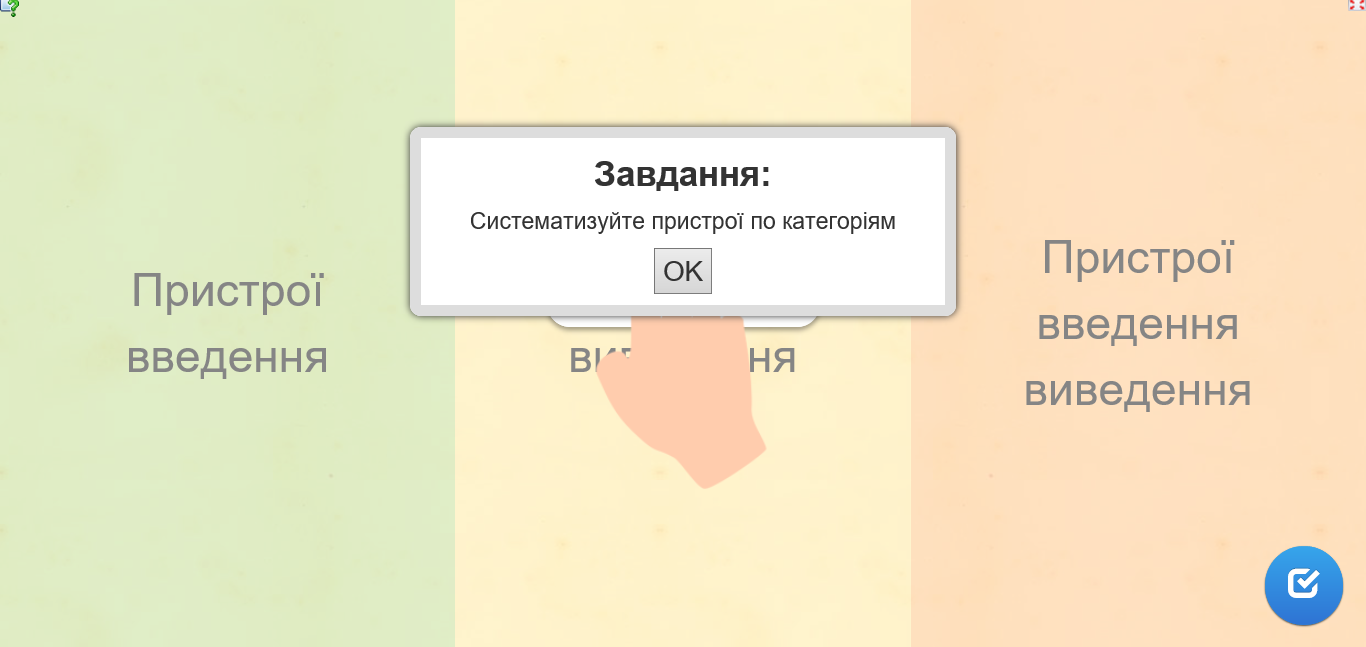 Завдання:
Систематизуйте пристрої по категоріям
OK
Пристрої
введення
Пристрої
введення
виведення